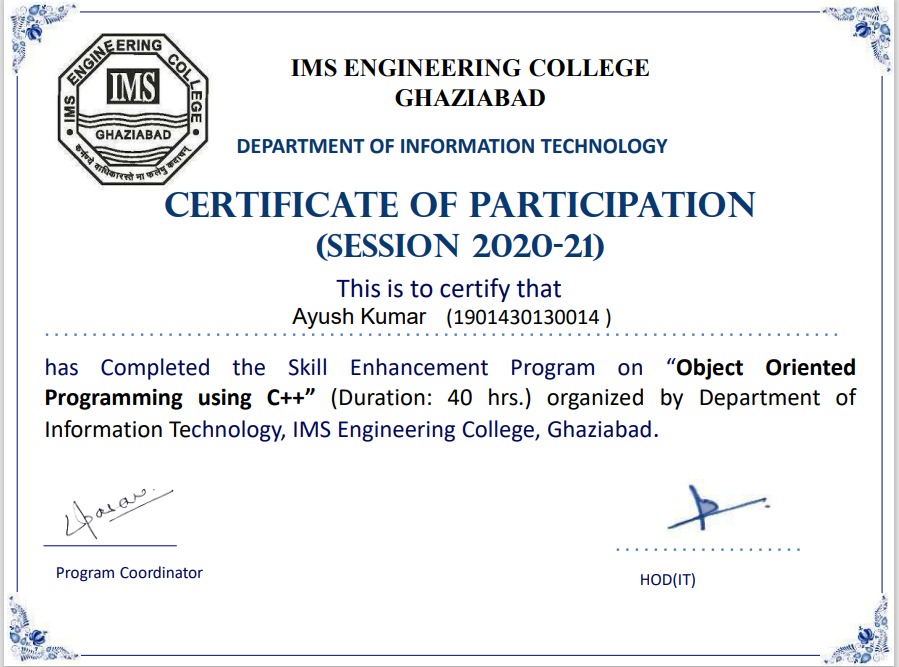 IMS ENGINEERING COLLEGE
IMS
GHAZIABAD
कर्मण्ये वाधिकारस्ते मा फलेषु कदाचन्
IMS ENGINEERING COLLEGE
GHAZIABAD
DEPARTMENT OF INFORMATION TECHNOLOGY
CERTIFICATE OF PARTICIPATION
(SESSION 2020-21)
This is to certify that
Ayush Kumar (1901430130014 )
has Completed the Skill Enhancement Program on “Object Oriented
Programming using C++” (Duration: 40 hrs.) organized by Department of
Information Technology, IMS Engineering College, Ghaziabad.
Program Coordinator
HOD(IT)